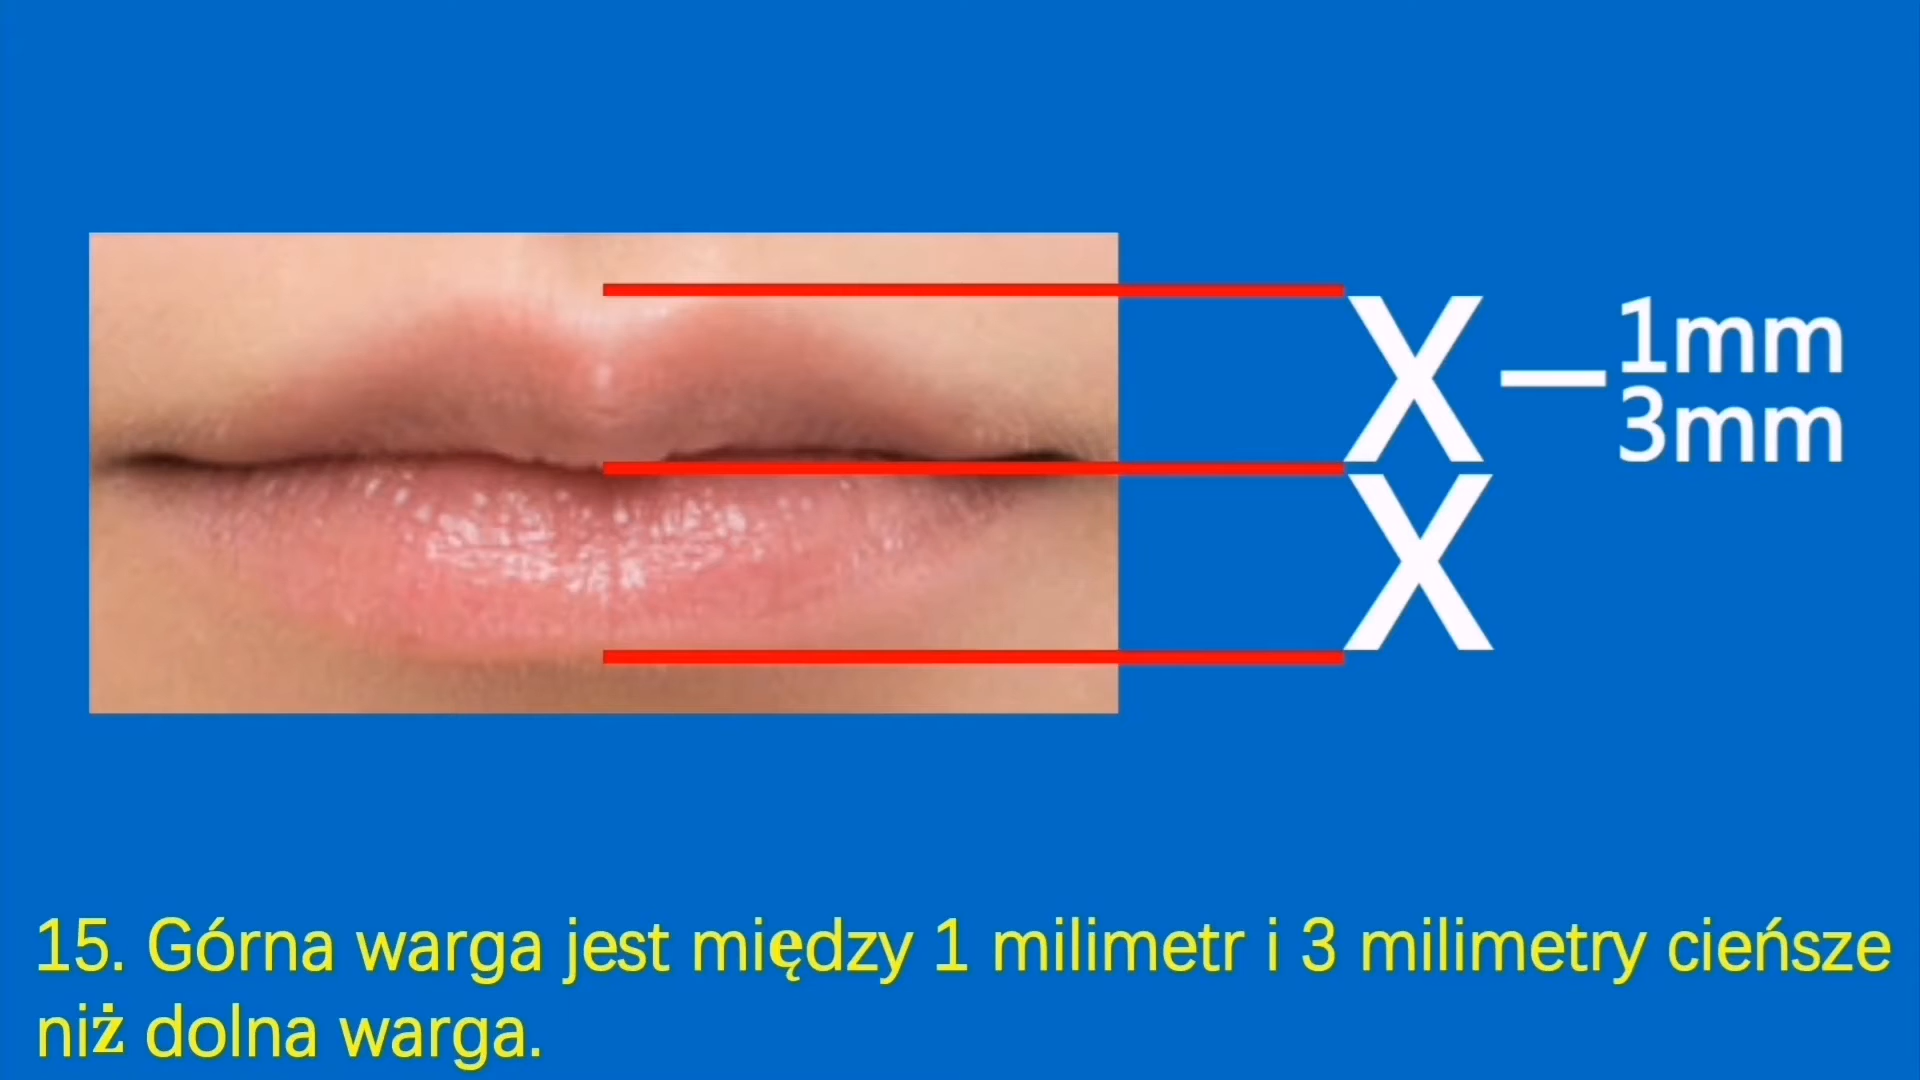 X — 1mm
3mm
X
15. Górna warga jest między 1 milimetr i 3 milimetry cieńsze
niż dolna warga.